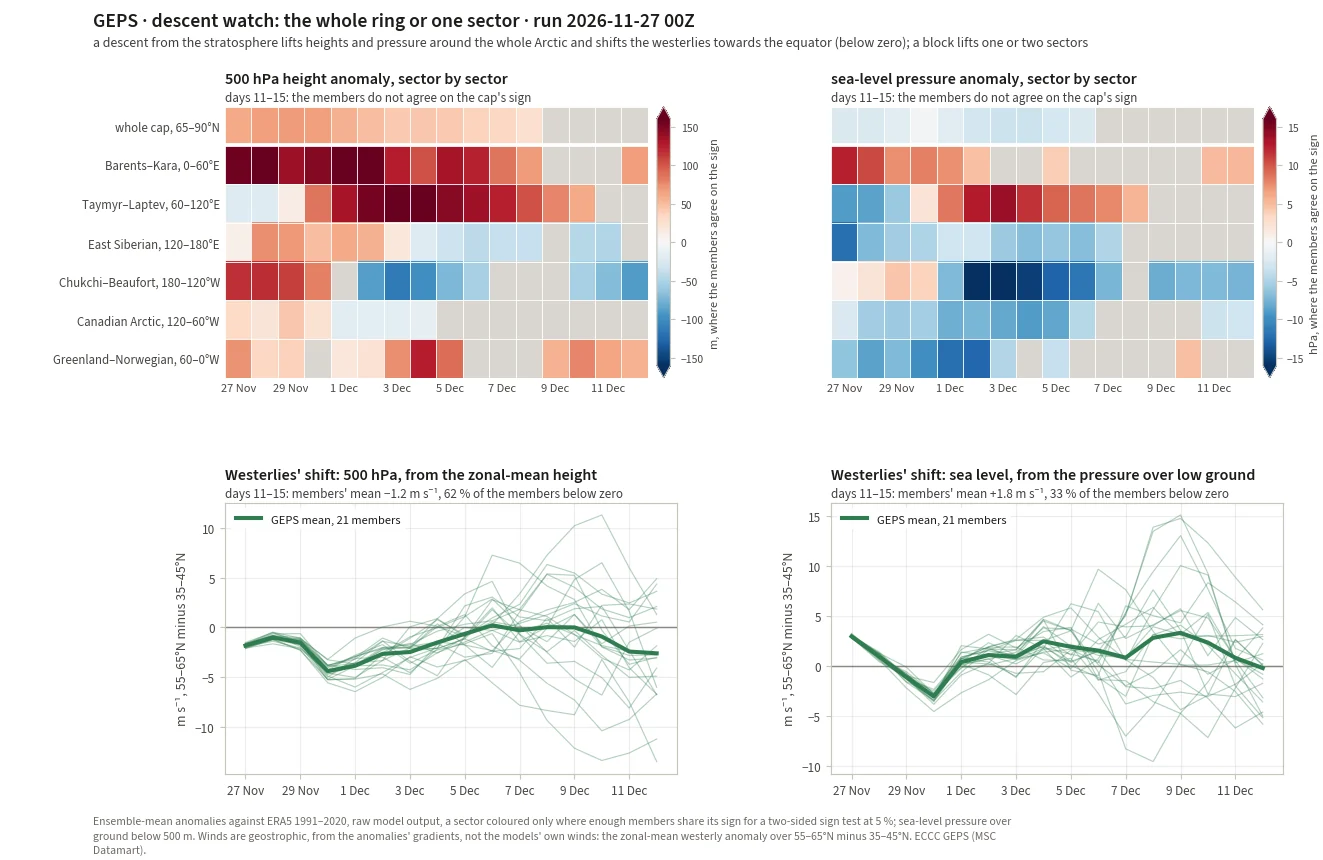 GEPS · descent watch: the whole ring or one sector · run 2026-11-27 00Z
a descent from the stratosphere lifts heights and pressure around the whole Arctic and shifts the westerlies towards the equator (below zero); a block lifts one or two sectors
500 hPa height anomaly, sector by sector
days 11–15: the members do not agree on the cap's sign
whole cap, 65–90°N
Barents–Kara, 0–60°E
Taymyr–Laptev, 60–120°E
East Siberian, 120–180°E
Chukchi–Beaufort, 180–120°W
Canadian Arctic, 120–60°W
Greenland–Norwegian, 60–0°W
27 Nov 29 Nov 1 Dec 3 Dec 5 Dec 7 Dec 9 Dec 11 Dec
150
100
50
0
−50
−100
−150
m, where the members agree on the sign
sea-level pressure anomaly, sector by sector
days 11–15: the members do not agree on the cap's sign
27 Nov 29 Nov 1 Dec 3 Dec 5 Dec 7 Dec 9 Dec 11 Dec
15
10
5
0
−5
−10
−15
hPa, where the members agree on the sign
Westerlies' shift: 500 hPa, from the zonal-mean height
days 11–15: members' mean −1.2 m s⁻¹, 62 % of the members below zero
GEPS mean, 21 members
10
5
0
−5
−10
m s⁻¹, 55–65°N minus 35–45°N
27 Nov 29 Nov 1 Dec 3 Dec 5 Dec 7 Dec 9 Dec 11 Dec
Westerlies' shift: sea level, from the pressure over low ground
days 11–15: members' mean +1.8 m s⁻¹, 33 % of the members below zero
GEPS mean, 21 members
15
10
5
0
−5
−10
m s⁻¹, 55–65°N minus 35–45°N
27 Nov 29 Nov 1 Dec 3 Dec 5 Dec 7 Dec 9 Dec 11 Dec
Ensemble-mean anomalies against ERA5 1991–2020, raw model output, a sector coloured only where enough members share its sign for a two-sided sign test at 5 %; sea-level pressure over
ground below 500 m. Winds are geostrophic, from the anomalies' gradients, not the models' own winds: the zonal-mean westerly anomaly over 55–65°N minus 35–45°N. ECCC GEPS (MSC
Datamart).